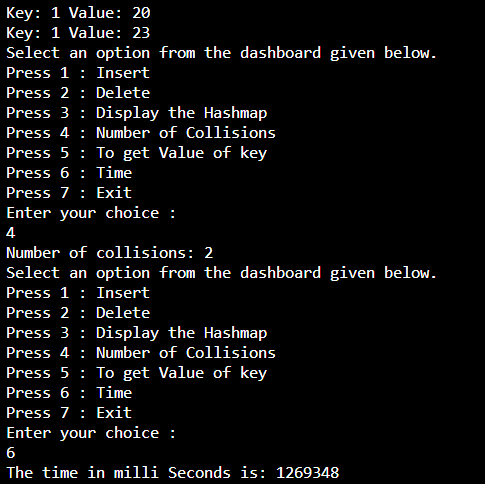 Key: 1 Value: 20
Key: 1 Value: 23
Select an option from the dashboard given below.
Press 1 : Insert
Press 2 : Delete
Press 3 : Display the Hashmap
Press 4 : Number of Collisions
Press 5 : To get Value of key
Press 6 : Time
Press 7 : Exit
Enter your choice :
4
Number of collisions: 2
Select an option from the dashboard given below.
Press 1 : Insert
Press 2 : Delete
Press 3 : Display the Hashmap
Press 4 : Number of Collisions
Press 5 : To get Value of key
Press 6 : Time
Press 7 : Exit
Enter your choice :
6
The time in milli Seconds is: 1269348